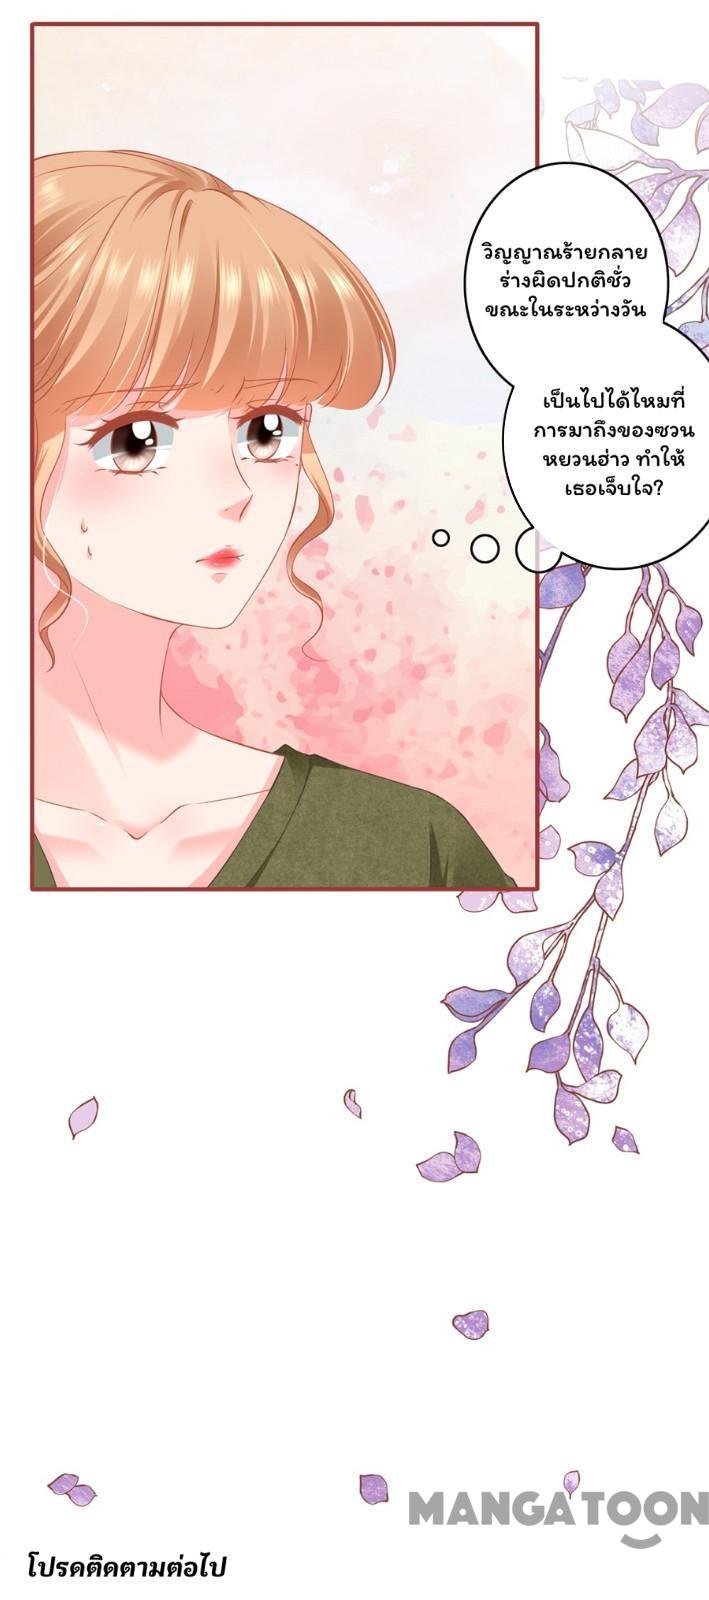 วิญญาณร้ายกลาย
ร่างผิดปกติชั่ว
ขณะในระหว่างวัน
เป็นไปได้ไหมที่
การมาถึงของซวน
หยวนฮ่าว ทำให้
เธอเจ็บใจ?
MANGATOON
โปรดติดตามต่อไป